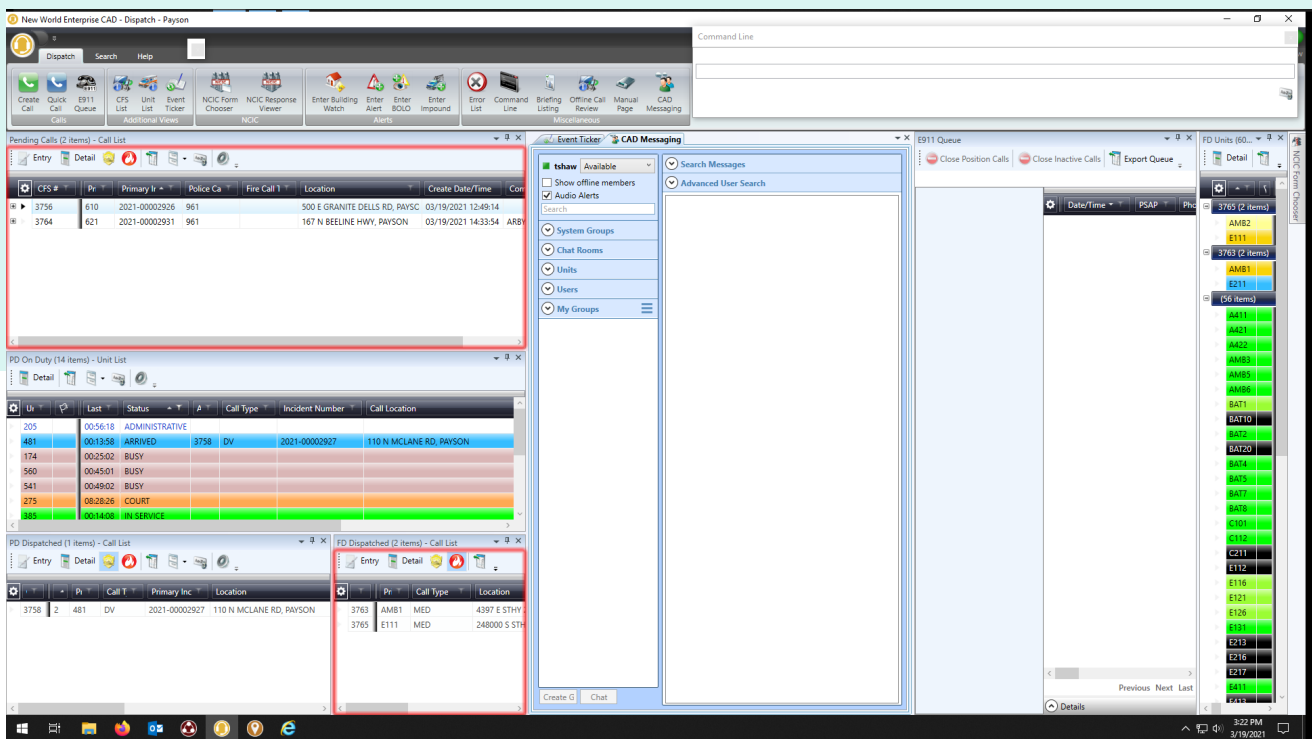 New World Enterprise CAD - Dispatch - Payson
Command Line
Dispatch Search Help
Create Call
Quick Call
E911 Queue
CFS List
Unit List
Event Ticker
NCIC Form Chooser
NCIC Response Viewer
Enter Building Watch
Enter Alert
Enter BOLO
Enter Impound
Error List
Command Line
Briefing Listing
Offline Call Review
Manual Page
CAD Messaging
Calls
Additional Views
NCIC
Alerts
Miscellaneous
Pending Calls (2 items) - Call List
Entry Detail
CFS # Pr Primary Ir Police Ca Fire Call 1 Location Create Date/Time Com
3756 610 2021-00002926 961 500 E GRANITE DELLS RD, PAYSC 03/19/2021 12:49:14
3764 621 2021-00002931 961 167 N BEELINE HWY, PAYSON 03/19/2021 14:33:54 ARBY
PD On Duty (14 items) - Unit List
Detail
Ur Last Status A Call Type Incident Number Call Location
205 00:56:18 ADMINISTRATIVE
481 00:13:58 ARRIVED 3758 DV 2021-00002927 110 N MCLANE RD, PAYSON
174 00:25:02 BUSY
560 00:45:01 BUSY
541 00:49:02 BUSY
275 08:28:26 COURT
385 00:14:08 IN SERVICE
PD Dispatched (1 items) - Call List
Entry Detail
Pi Call T Primary Inc Location
3758 2 481 DV 2021-00002927 110 N MCLANE RD, PAYSON
FD Dispatched (2 items) - Call List
Entry Detail
Pr Call Type Location
3763 AMB1 MED 4397 E STHY
3765 E111 MED 248000 S STH
Event Ticker CAD Messaging
tshaw Available
Show offline members
Audio Alerts
Search
System Groups
Chat Rooms
Units
Users
My Groups
Create G Chat
Search Messages
Advanced User Search
E911 Queue
Close Position Calls Close Inactive Calls Export Queue
Date/Time PSAP Pho
Previous Next Last
Details
FD Units (60...
Detail
3765 (2 items)
AMB2
E111
3763 (2 items)
AMB1
E211
(56 items)
A411
A421
A422
AMB3
AMB5
AMB6
BAT1
BAT10
BAT2
BAT20
BAT4
BAT5
BAT7
BAT8
C101
C112
C211
E112
E116
E121
E126
E131
E213
E216
E217
E411
E413
NCIC Form Chooser
3:22 PM
3/19/2021